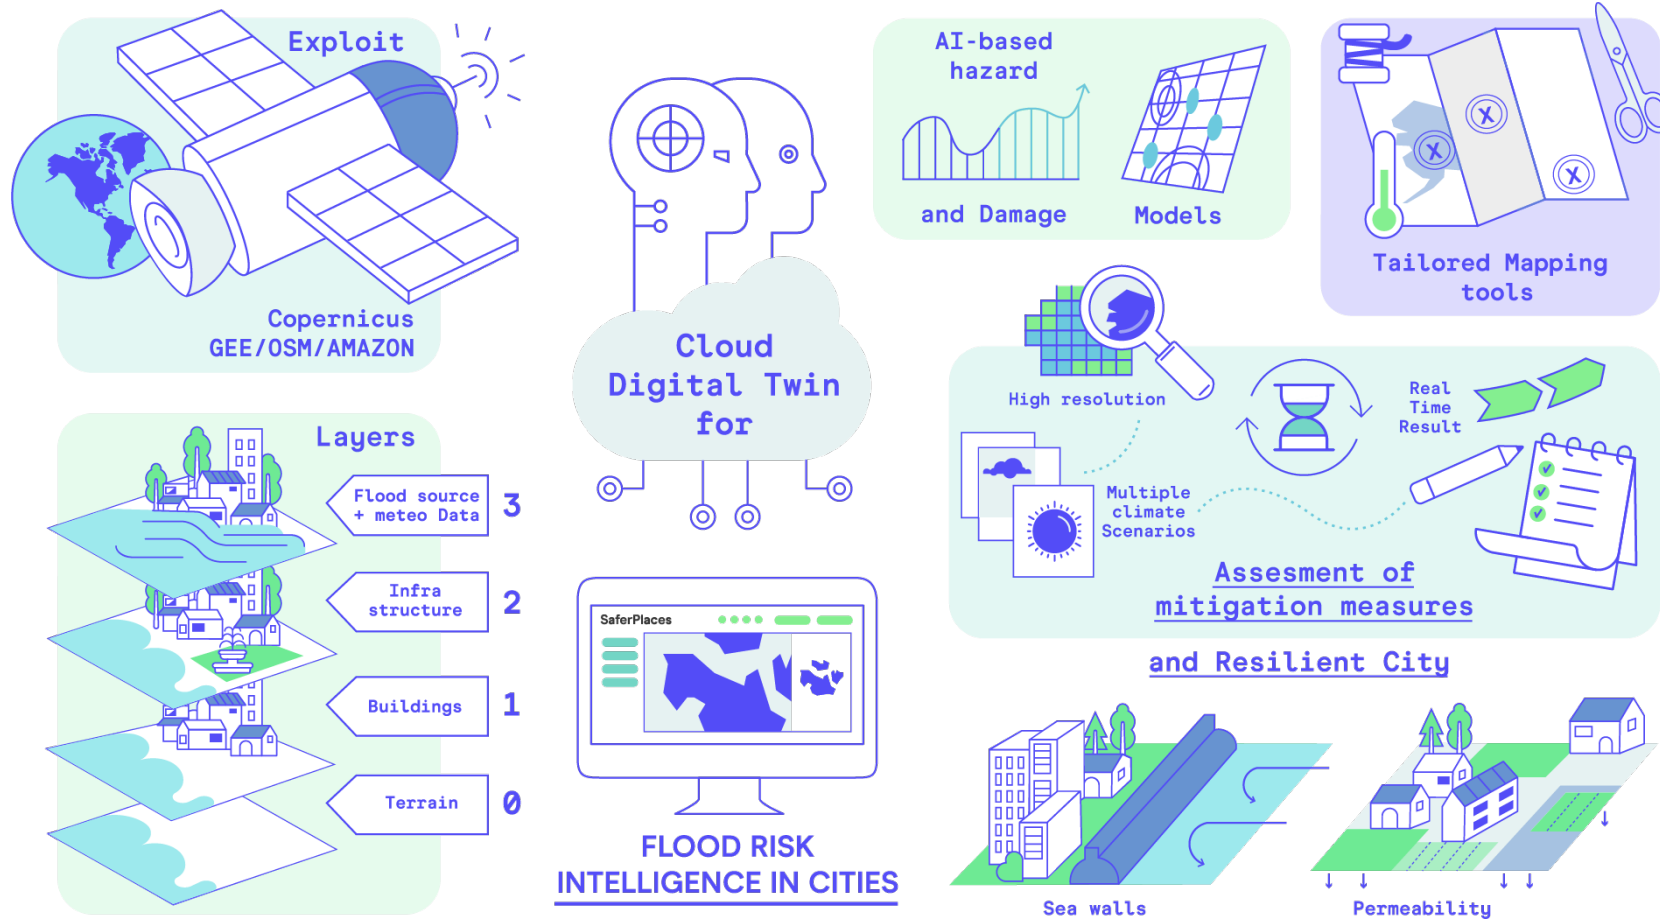 Exploit
Copernicus
GEE/OSM/AMAZON
Layers
Flood source
+ meteo Data
3
Infra
structure
2
Buildings
1
Terrain
0
Cloud
Digital Twin
for
SaferPlaces
FLOOD RISK
INTELLIGENCE IN CITIES
AI-based
hazard
and Damage
Models
X
X
X
Tailored Mapping
tools
High resolution
Real
Time
Result
Multiple
climate
Scenarios
Assesment of
mitigation measures
and Resilient City
Sea walls
Permeability